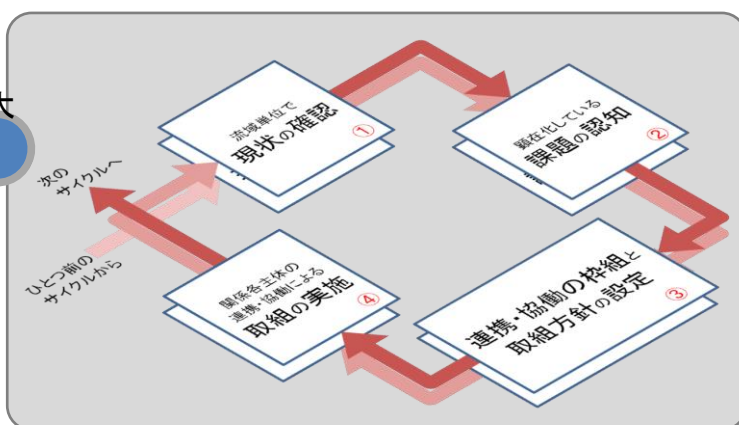 流域単位で
現状の確認
①
顕在化している
課題の認知
②
連携・協働の枠組と
取組方針の設定
③
関係各主体の
連携・協働による
取組の実施
④
次の
サイクルへ
ひとつ前の
サイクルから